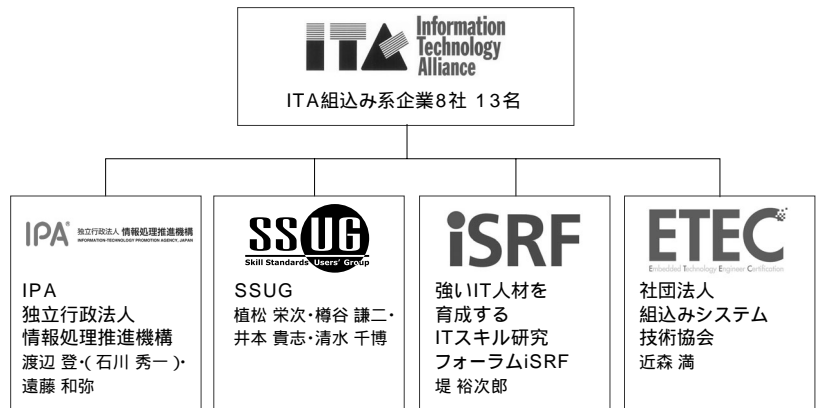 ITA
Information
Technology
Alliance
ITA組込み系企業8社 13名
IPA®
独立行政法人 情報処理推進機構
INFORMATION-TECHNOLOGY PROMOTION AGENCY, JAPAN
IPA
独立行政法人
情報処理推進機構
渡辺 登・(石川 秀一)・
遠藤 和弥
SSUG
Skill Standards Users' Group
SSUG
植松 栄次・樽谷 謙二・
井本 貴志・清水 千博
iSRF
強いIT人材を
育成する
ITスキル研究
フォーラムiSRF
堤 裕次郎
ETEC
Embedded Technology Engineer Certification
社団法人
組込みシステム
技術協会
近森 満